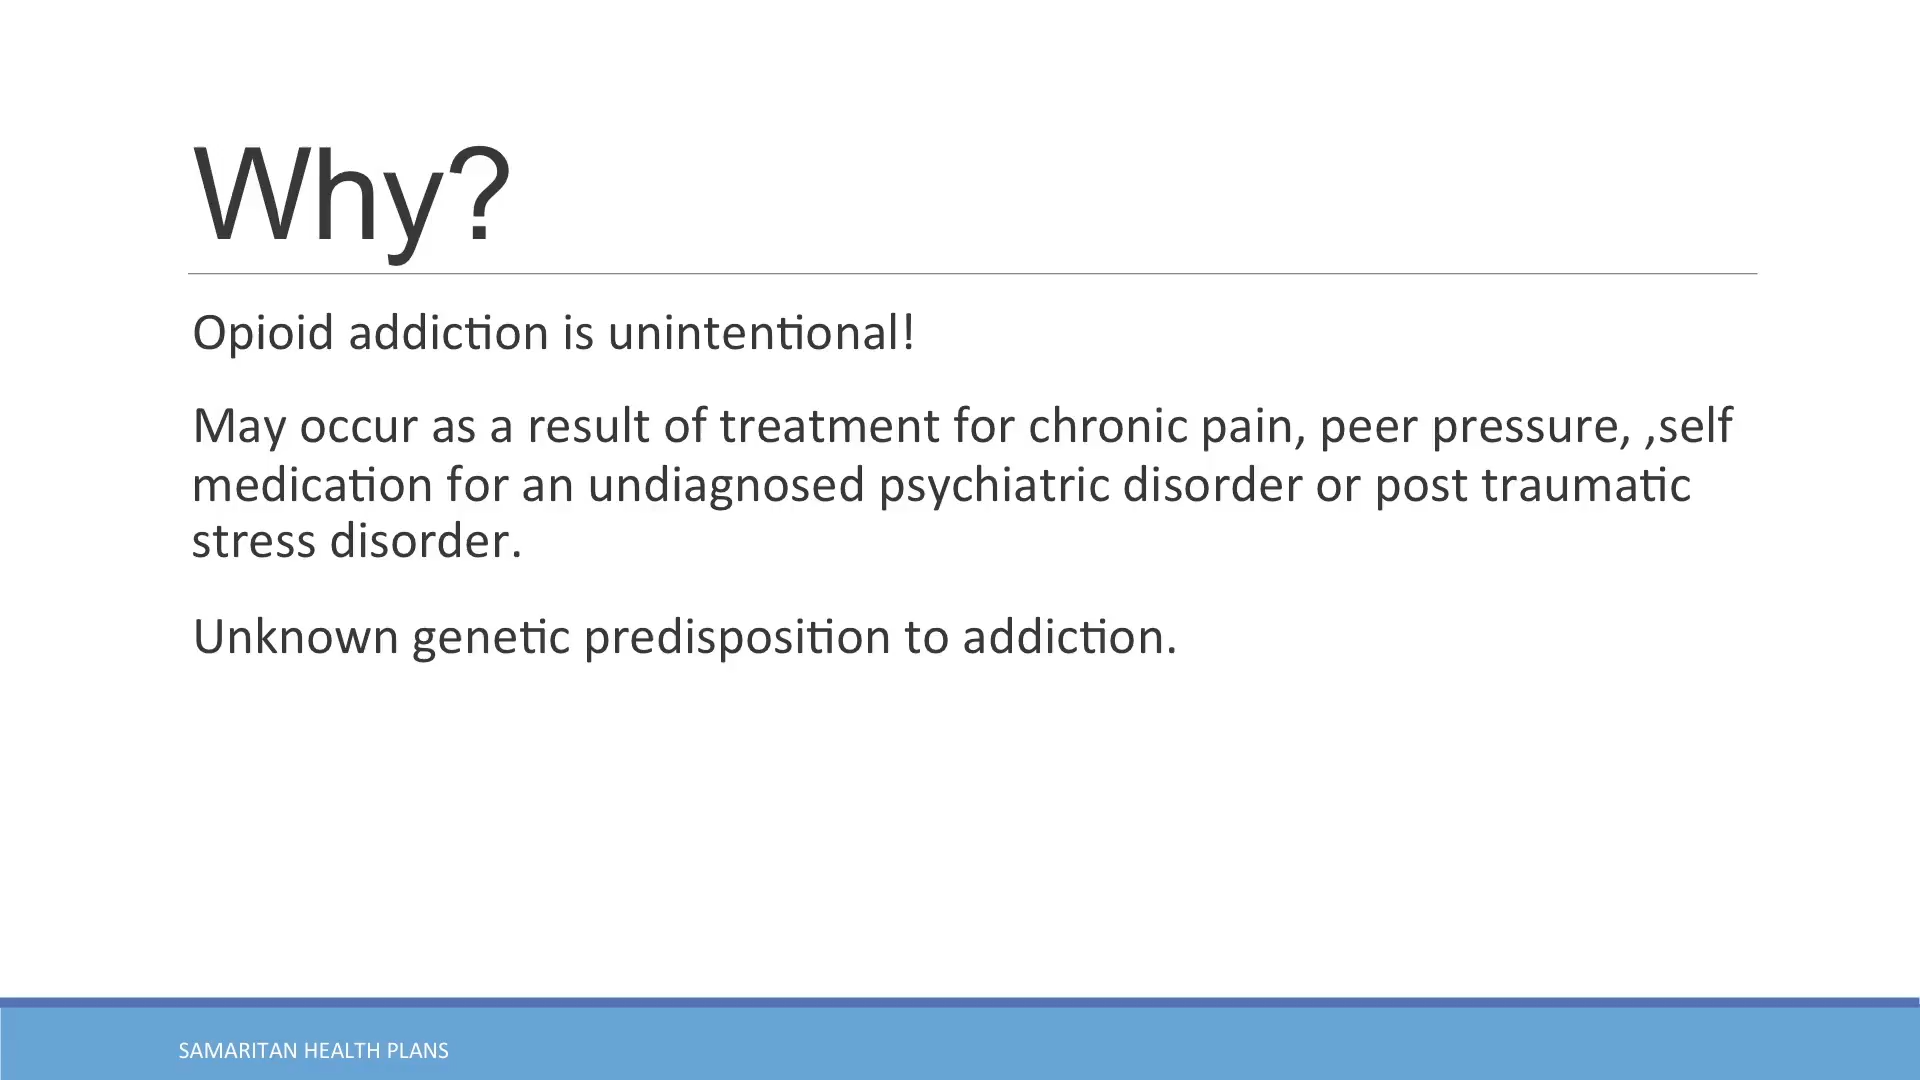 Why?
Opioid addiction is unintentional!
May occur as a result of treatment for chronic pain, peer pressure, ,self
medication for an undiagnosed psychiatric disorder or post traumatic
stress disorder.
Unknown genetic predisposition to addiction.
SAMARITAN HEALTH PLANS